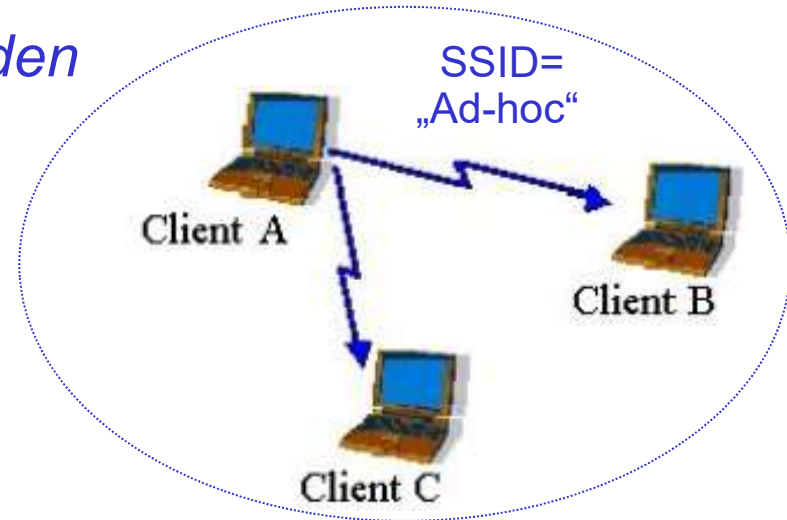 den
SSID=
„Ad-hoc“
Client A
Client B
Client C